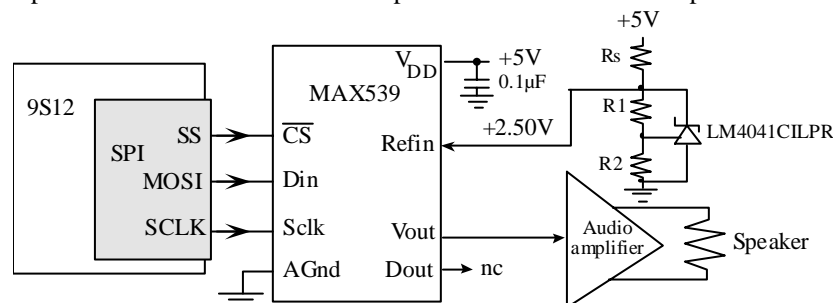 +5V
Rs
V DD
+5V
0.1µF
MAX539
R1
9S12
+2.50V
LM4041CILPR
SS
CS
Refin
R2
SPI
MOSI
Din
SCLK
Sclk
Vout
Audio
amplifier
Speaker
AGnd
Dout
nc